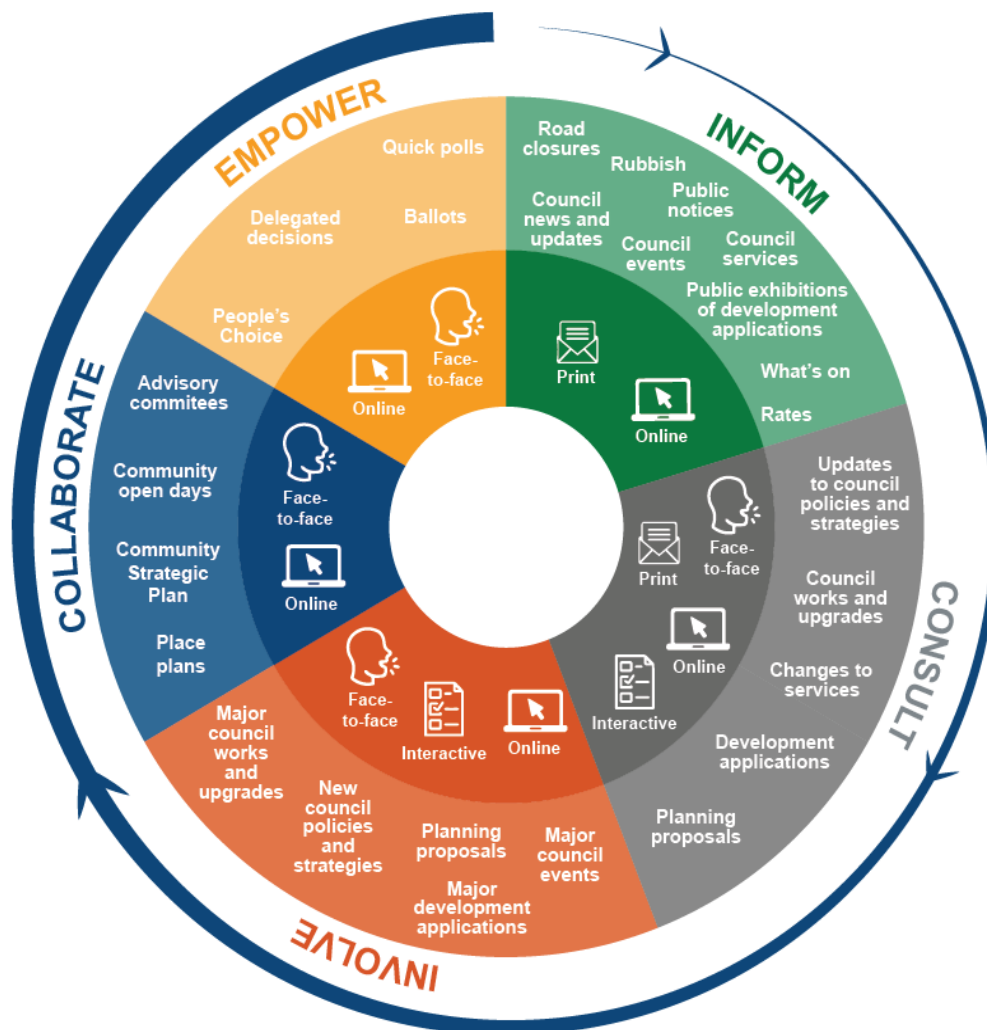 INFORM
Road
closures
Rubbish
Public
notices
Council
news and
updates
Council
events
Council
services
Public exhibitions
of development
applications
What's on
Rates
Print
Online
CONSULT
Updates
to council
policies and
strategies
Council
works and
upgrades
Changes to
services
Development
applications
Planning
proposals
Face-
to-face
Print
Online
Interactive
INVOLVE
Major
council
works
and
upgrades
New
council
policies
and
strategies
Planning
proposals
Major
council
events
Major
development
applications
Face-
to-face
Interactive
Online
COLLABORATE
Advisory
commitees
Community
open days
Community
Strategic
Plan
Place
plans
Face-
to-face
Online
EMPOWER
Quick polls
Delegated
decisions
Ballots
People's
Choice
Online
Face-
to-face